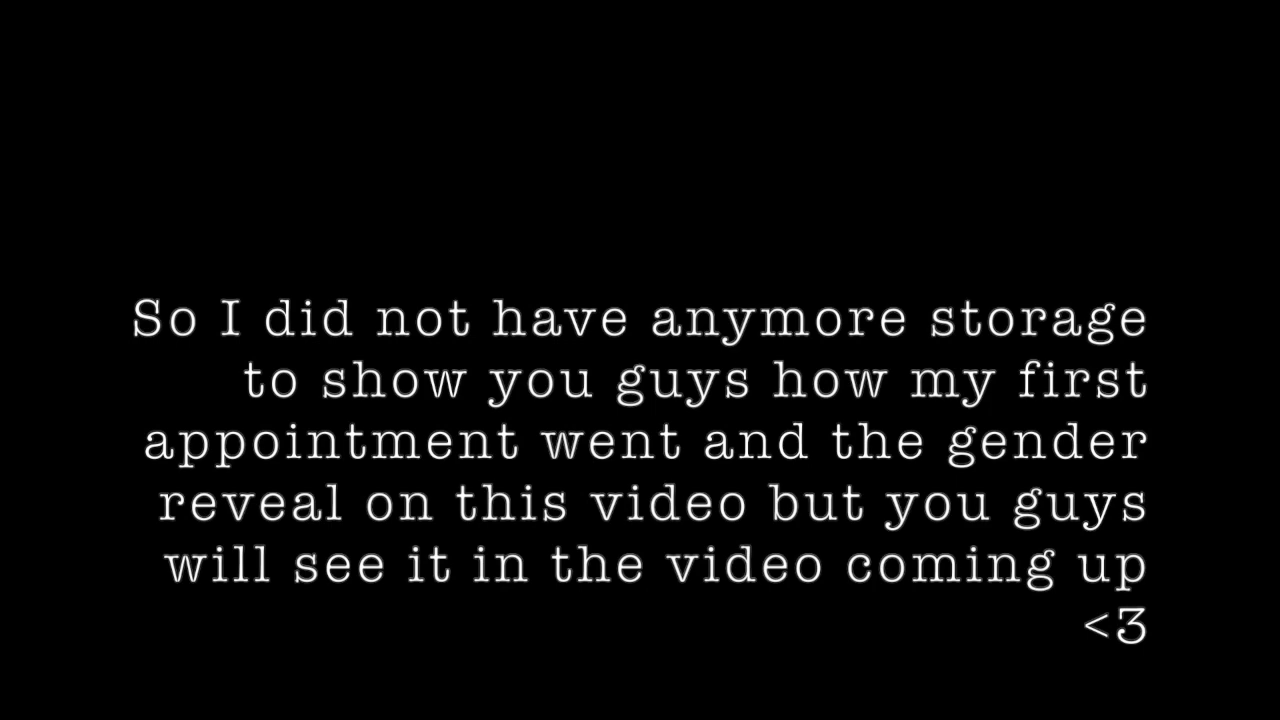 So I did not have anymore storage
to show you guys how my first
appointment went and the gender
reveal on this video but you guys
will see it in the video coming up
<3